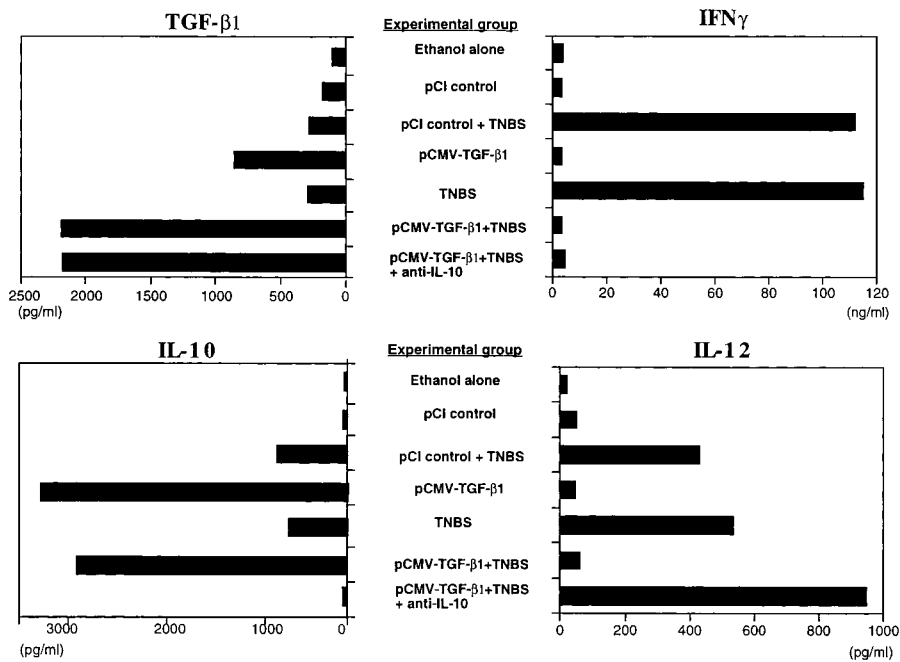 TGF-β1
Experimental group
IFNγ
Ethanol alone
pCI control
pCI control + TNBS
pCMV-TGF-β1
TNBS
pCMV-TGF-β1+TNBS
pCMV-TGF-β1+TNBS
+ anti-IL-10
2500 2000 1500 1000 500 0
(pg/ml)
0 20 40 60 80 100 120
(ng/ml)
IL-10
Experimental group
IL-12
Ethanol alone
pCI control
pCI control + TNBS
pCMV-TGF-β1
TNBS
pCMV-TGF-β1+TNBS
pCMV-TGF-β1+TNBS
+ anti-IL-10
3000 2000 1000 0
(pg/ml)
0 200 400 600 800 1000
(pg/ml)